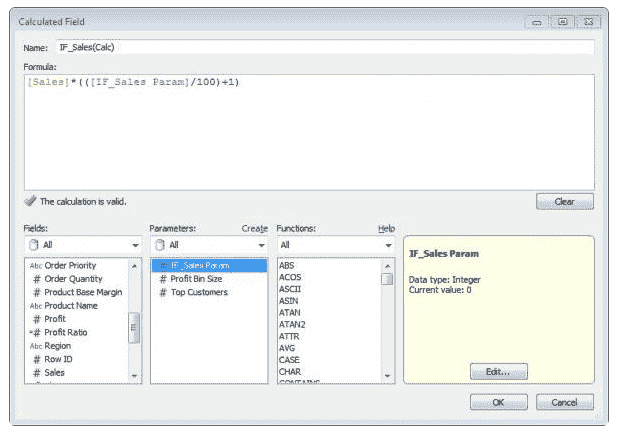 Calculated Field
Name: IF_Sales(Calc)
Formula:
[Sales]*(([IF_Sales Param]/100)+1)
The calculation is valid.
Clear
Fields:
All
Abc Order Priority
# Order Quantity
# Product Base Margin
Abc Product Name
# Profit
=# Profit Ratio
Abc Region
# Row ID
# Sales
Parameters: Create
All
# IF_Sales Param
# Profit Bin Size
# Top Customers
Functions: Help
All
ABS
ACOS
ASCII
ASIN
ATAN
ATAN2
ATTR
AVG
CASE
CHAR
CONTAINS
IF_Sales Param
Data type: Integer
Current value: 0
Edit...
OK
Cancel